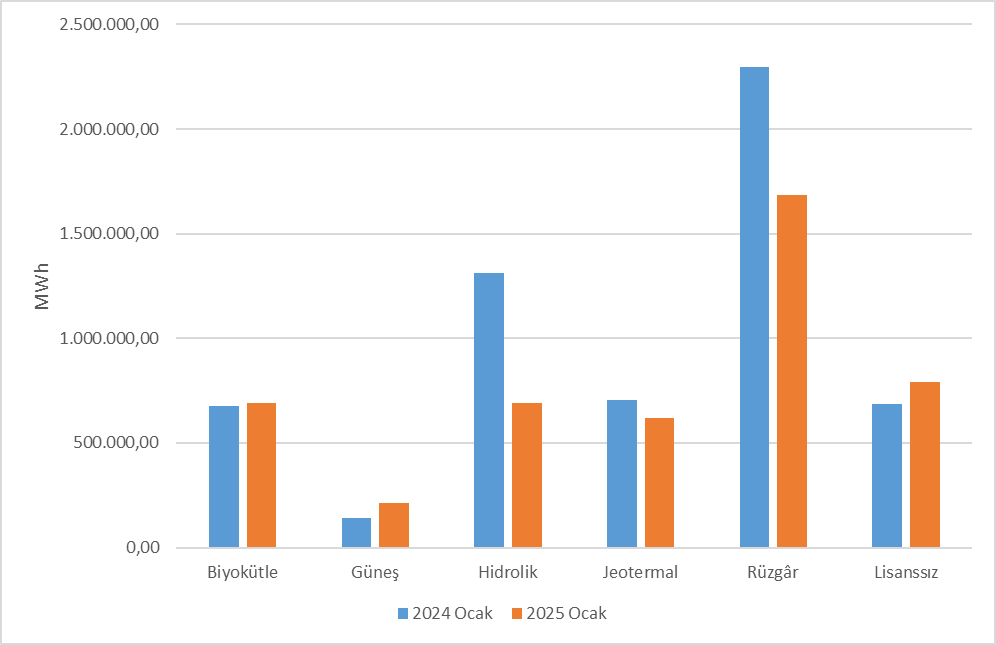 2.500.000,00
2.000.000,00
1.500.000,00
1.000.000,00
500.000,00
0,00
MWh
Biyokütle Güneş Hidrolik Jeotermal Rüzgâr Lisanssız
2024 Ocak 2025 Ocak